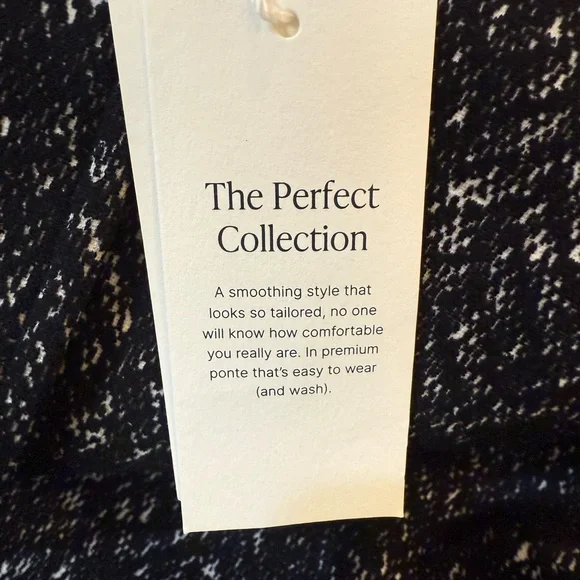 The Perfect
Collection
A smoothing style that
looks so tailored, no one
will know how comfortable
you really are. In premium
ponte that's easy to wear
(and wash).